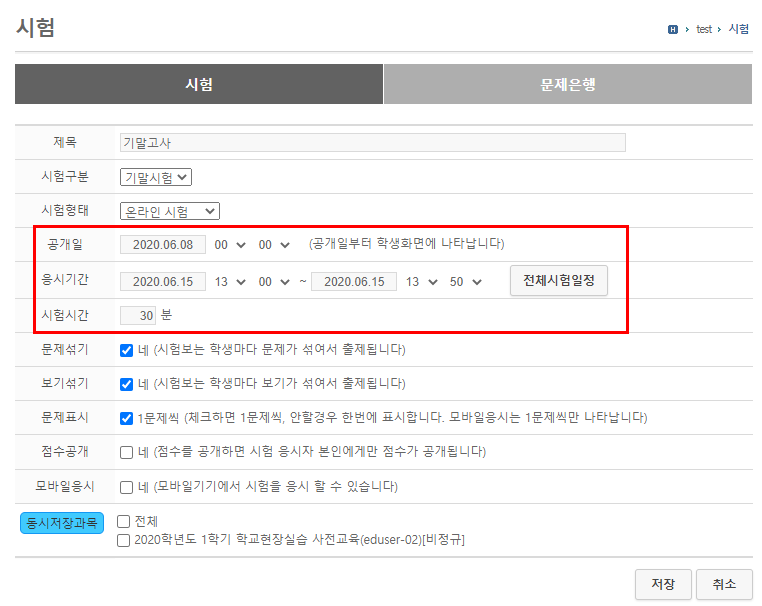 시험
H > test > 시험
시험 문제은행
제목 기말고사
시험구분 기말시험
시험형태 온라인 시험
공개일 2020.06.08 00 00 (공개일부터 학생화면에 나타납니다)
응시기간 2020.06.15 13 00 ~ 2020.06.15 13 50 전체시험일정
시험시간 30 분
문제섞기 네 (시험보는 학생마다 문제가 섞여서 출제됩니다)
보기섞기 네 (시험보는 학생마다 보기가 섞여서 출제됩니다)
문제표시 1문제씩 (체크하면 1문제씩, 안할경우 한번에 표시합니다. 모바일응시는 1문제씩만 나타납니다)
점수공개 네 (점수를 공개하면 시험 응시자 본인에게만 점수가 공개됩니다)
모바일응시 네 (모바일기기에서 시험을 응시 할 수 있습니다)
동시저장과목 전체
2020학년도 1학기 학교현장실습 사전교육(eduser-02)[비정규]
저장 취소